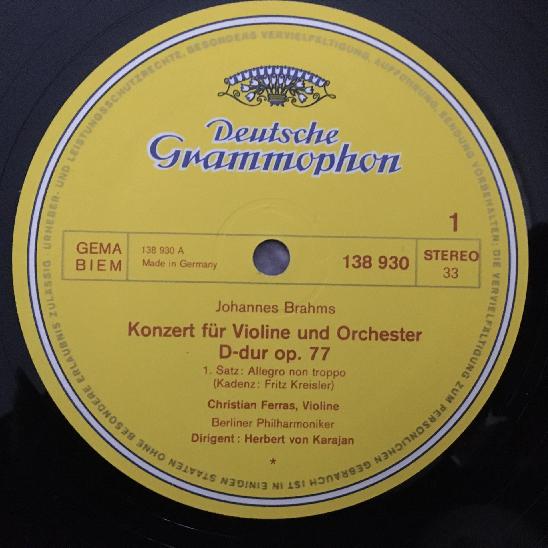 Deutsche
Grammophon
1
GEMA
BIEM
138 930 A
Made in Germany
138 930
STEREO
33
Johannes Brahms
Konzert für Violine und Orchester
D-dur op. 77
1. Satz: Allegro non troppo
(Kadenz: Fritz Kreisler)
Christian Ferras, Violine
Berliner Philharmoniker
Dirigent: Herbert von Karajan
*
URHEBER- UND LEISTUNGSSCHUTZRECHTE, BESONDERS VERVIELFÄLTIGUNG, AUFFÜHRUNG, SENDUNG VORBEHALTEN; DIE VERVIELFÄLTIGUNG ZUM PERSÖNLICHEN GEBRAUCH IST IN EINIGEN STAATEN OHNE BESONDERE ERLAUBNIS ZULÄSSIG